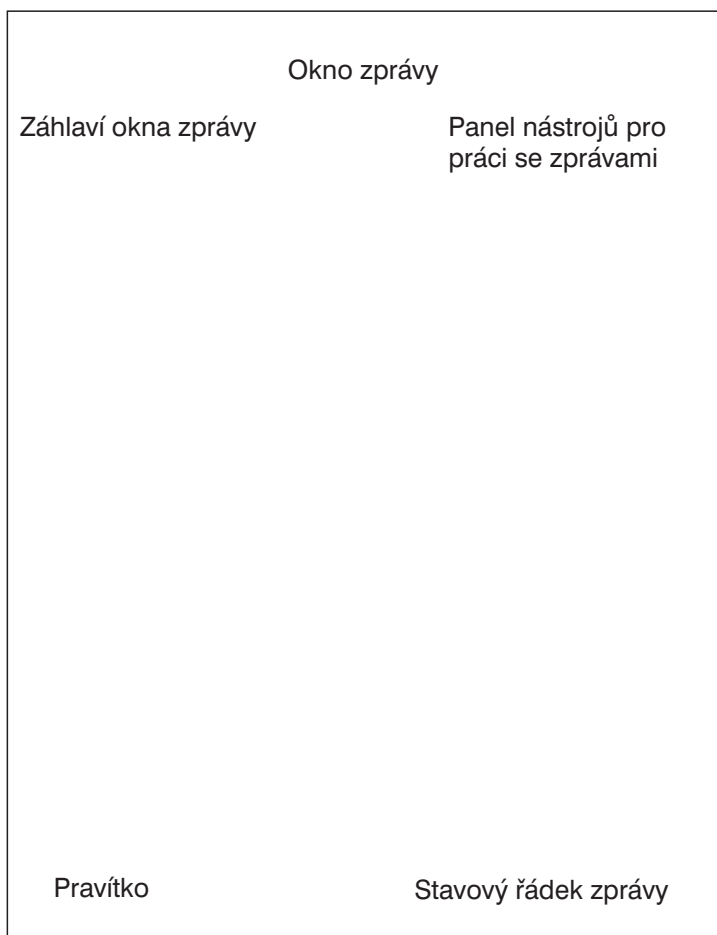 Okno zprávy
Záhlaví okna zprávy
Panel nástrojů pro
práci se zprávami
Pravítko
Stavový řádek zprávy